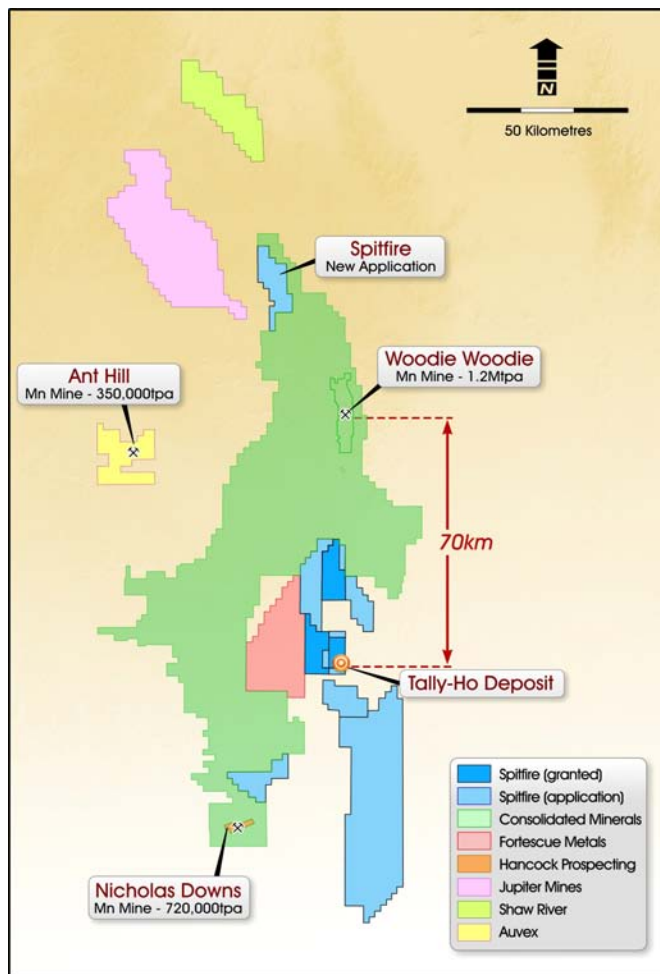 N
50 Kilometres
Spitfire
New Application
Woodie Woodie
Mn Mine - 1.2Mtpa
Ant Hill
Mn Mine - 350,000tpa
70km
Tally-Ho Deposit
Nicholas Downs
Mn Mine - 720,000tpa
Spitfire (granted)
Spitfire (application)
Consolidated Minerals
Fortescue Metals
Hancock Prospecting
Jupiter Mines
Shaw River
Auvex